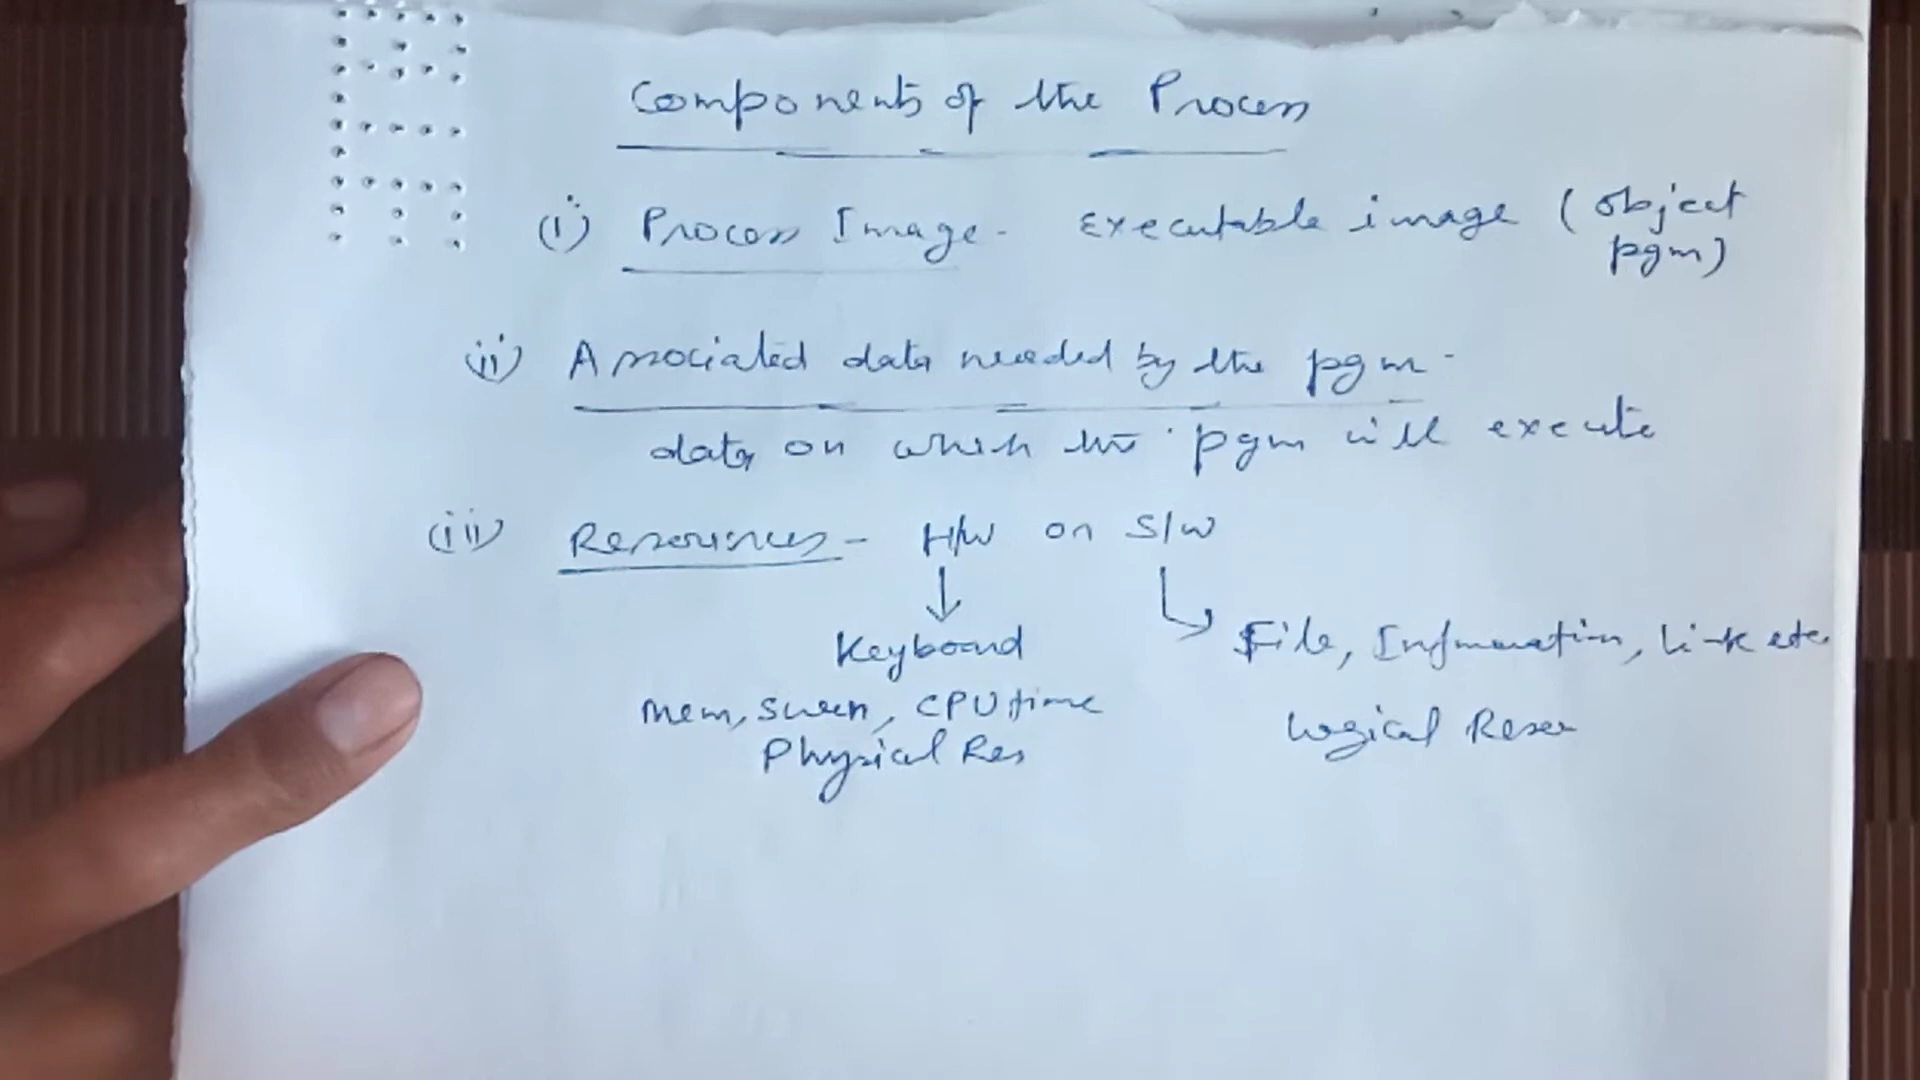 Components of the Process
(i) Process Image - Executable image (object
pgm)
(ii) Associated data needed by the pgm -
data on which the pgm will execute
(iii) Resources - H/W or S/W
Keyboard
File, Information, Link etc.
Mem, Screen, CPU time
Logical Reso
Physical Res